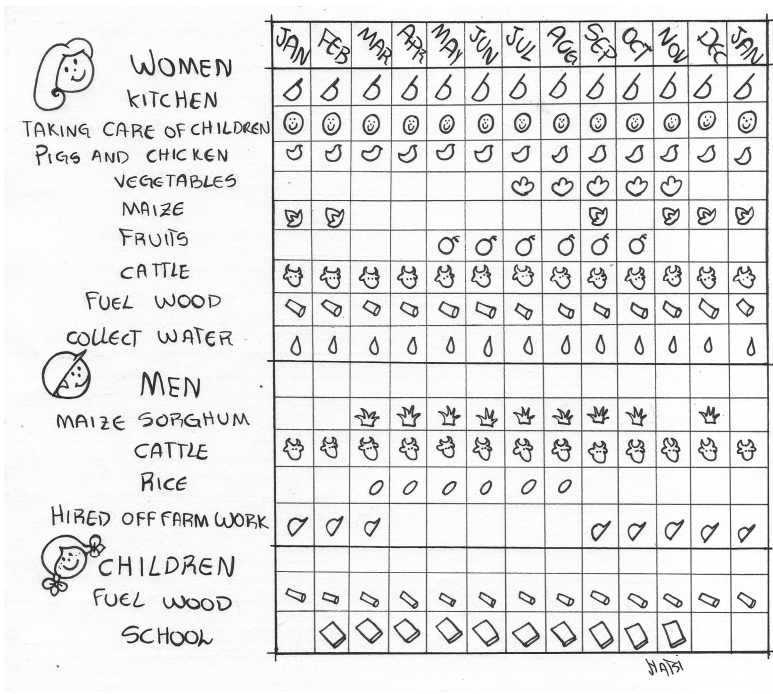 JAN FEB MAR APR MAY JUN JUL AUG SEP OCT NOV DEC JAN
WOMEN
KITCHEN
TAKING CARE OF CHILDREN
PIGS AND CHICKEN
VEGETABLES
MAIZE
FRUITS
CATTLE
FUEL WOOD
COLLECT WATER
MEN
MAIZE SORGHUM
CATTLE
RICE
HIRED OFF FARM WORK
CHILDREN
FUEL WOOD
SCHOOL